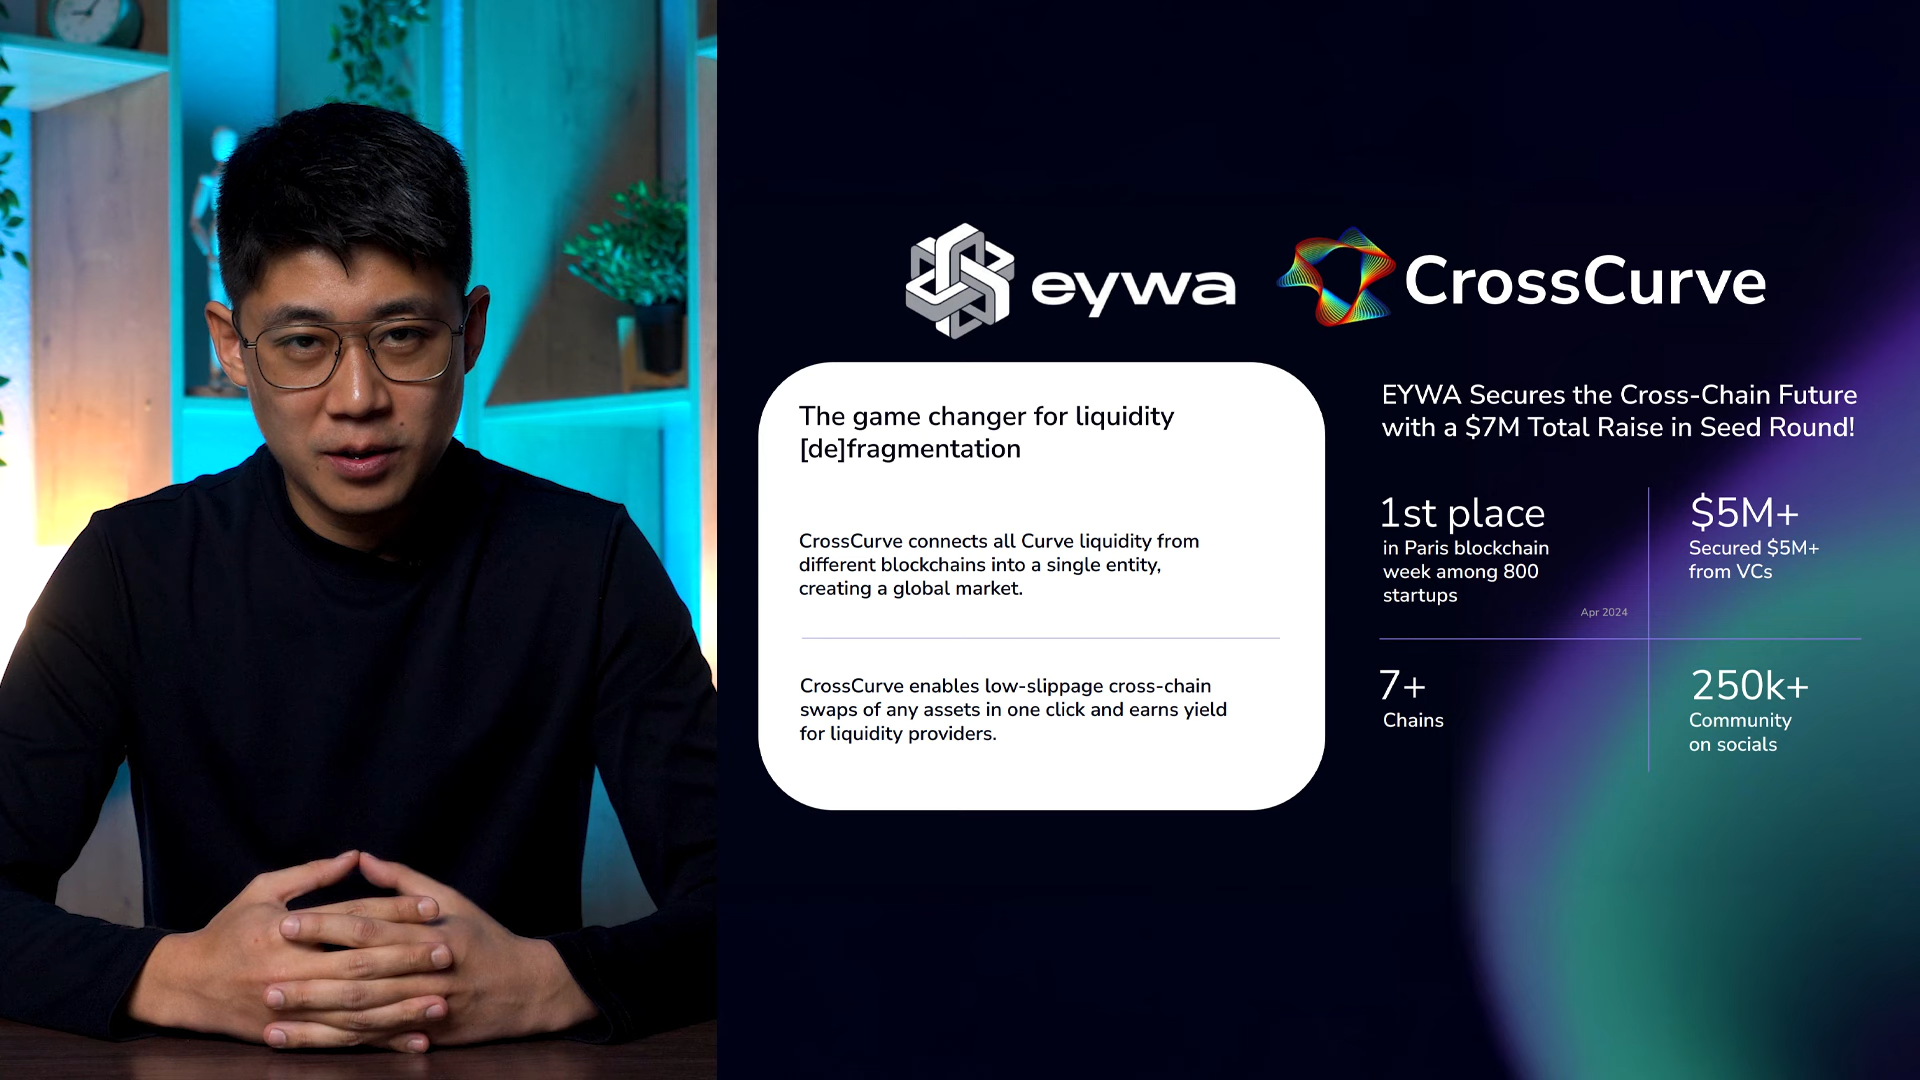 eywa
CrossCurve
The game changer for liquidity
[de]fragmentation
CrossCurve connects all Curve liquidity from
different blockchains into a single entity,
creating a global market.
CrossCurve enables low-slippage cross-chain
swaps of any assets in one click and earns yield
for liquidity providers.
EYWA Secures the Cross-Chain Future
with a $7M Total Raise in Seed Round!
1st place
in Paris blockchain
week among 800
startups
Apr 2024
$5M+
Secured $5M+
from VCs
7+
Chains
250k+
Community
on socials